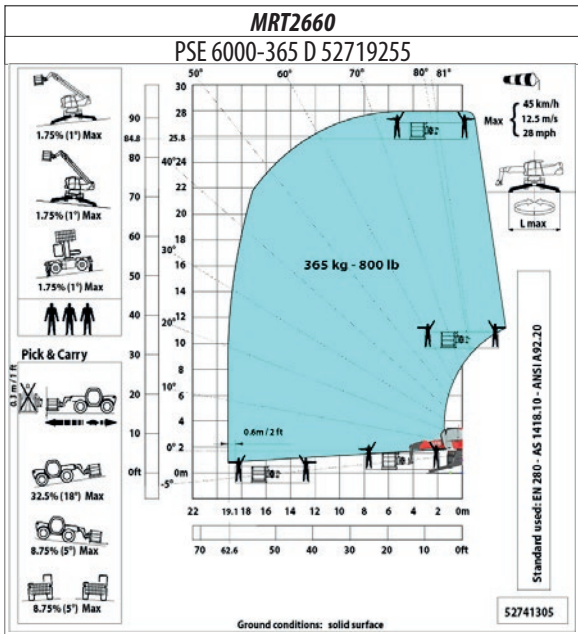 MRT2660
PSE 6000-365 D 52719255
1.75% (1°) Max
1.75% (1°) Max
1.75% (1°) Max
Pick & Carry
0.3 m / 1 ft
32.5% (18°) Max
8.75% (5°) Max
8.75% (5°) Max
50° 60° 70° 80° 81°
40°
30°
20°
10°
0°
-5°
30
28
25.8
24
22
20
18
16
14
12
10
8
6
4
2
0m
90
84.8
80
70
60
50
40
30
20
10
0ft
365 kg - 800 lb
0.6m / 2 ft
22 19.1 18 16 14 12 10 8 6 4 2 0m
70 62.6 50 40 30 20 10 0ft
Max
45 km/h
12.5 m/s
28 mph
L max
Standard used: EN 280 - AS 1418.10 - ANSI A92.20
52741305
Ground conditions: solid surface